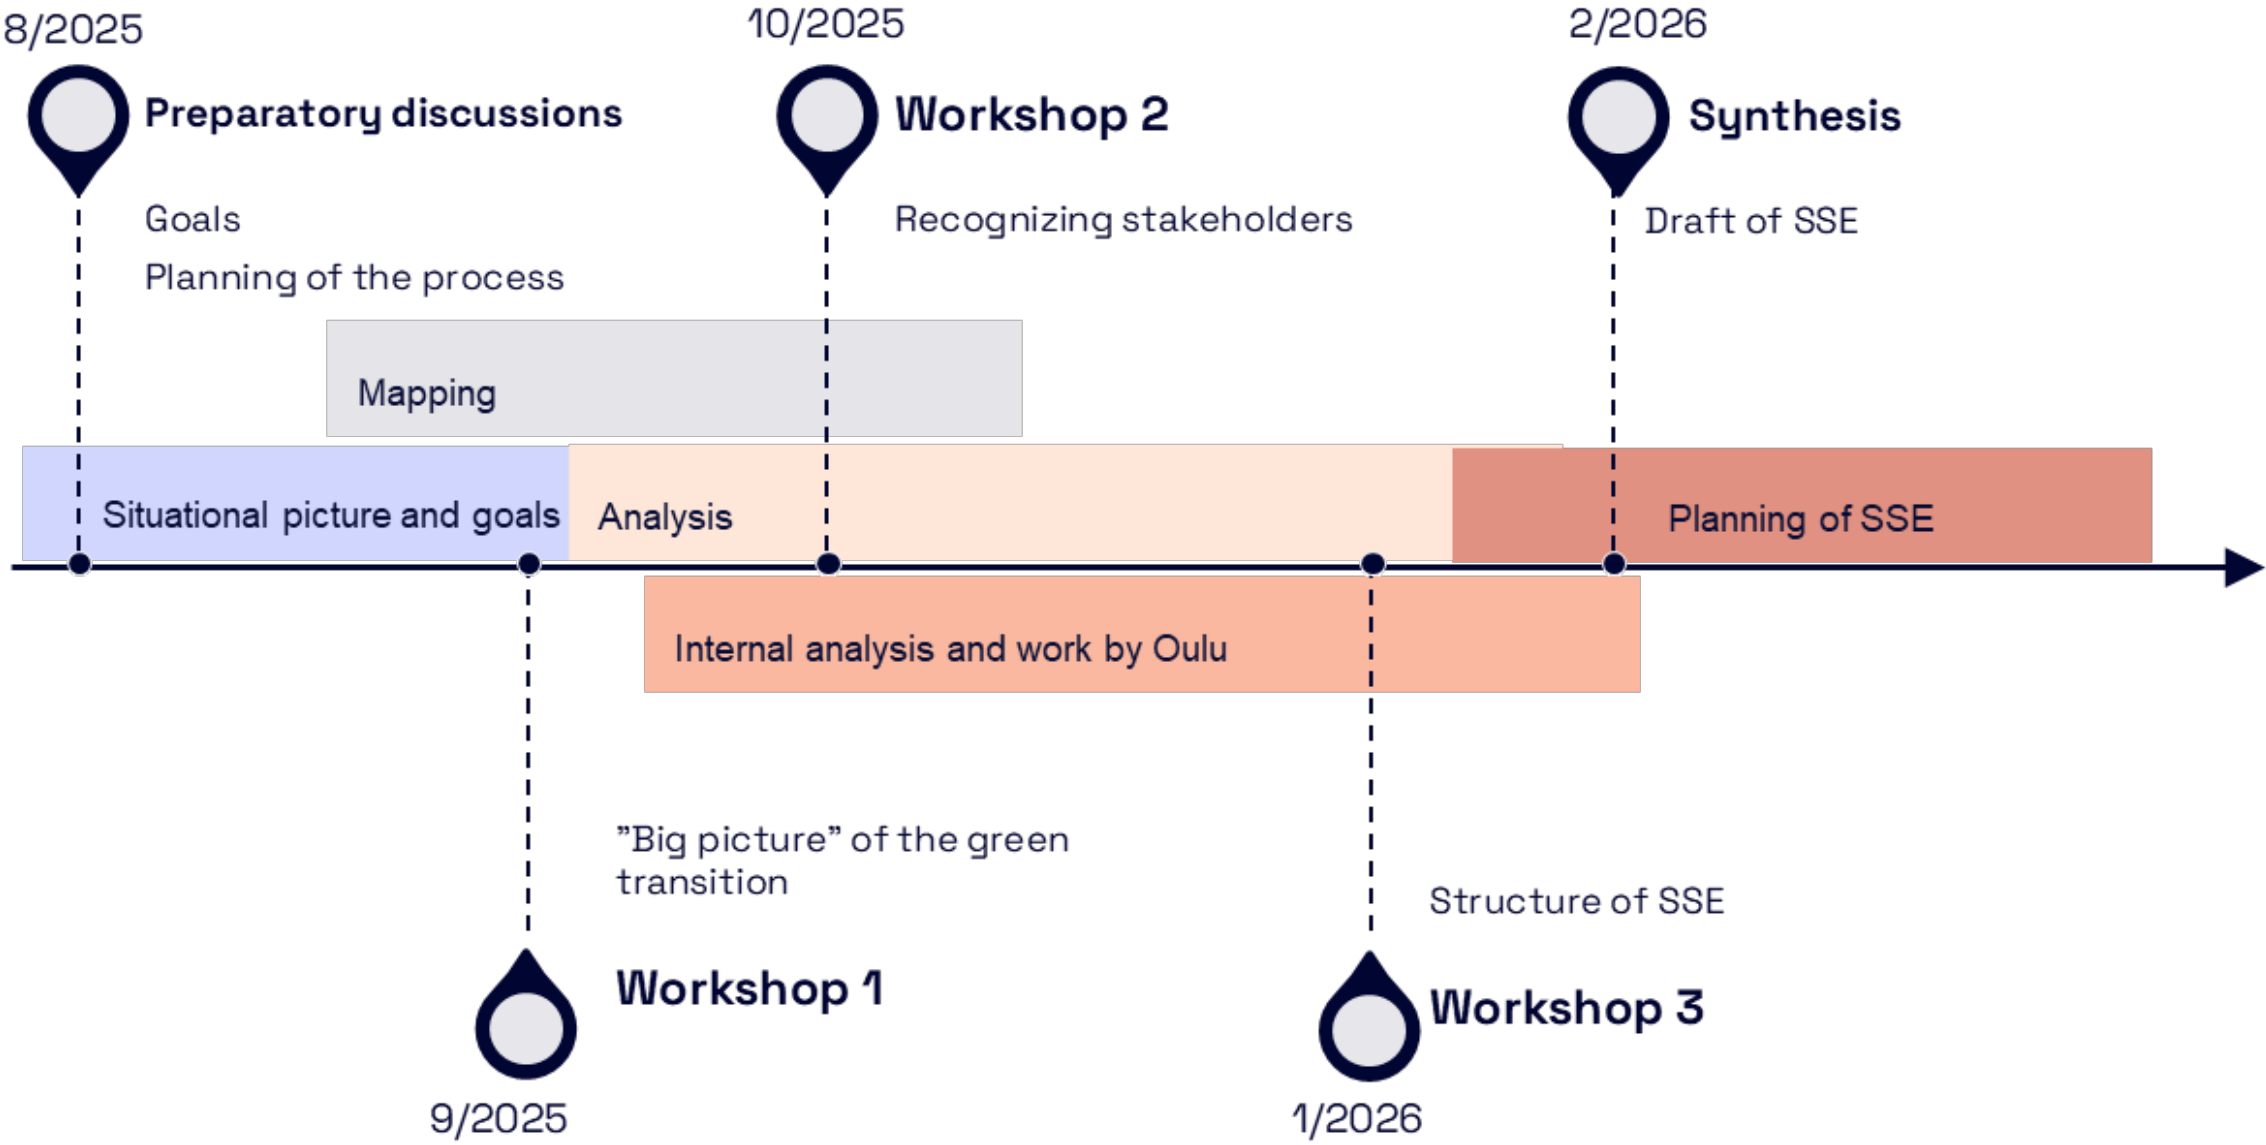 8/2025
Preparatory discussions
Goals
Planning of the process
10/2025
Workshop 2
Recognizing stakeholders
2/2026
Synthesis
Draft of SSE
Mapping
Situational picture and goals
Analysis
Planning of SSE
Internal analysis and work by Oulu
”Big picture” of the green
transition
Workshop 1
9/2025
Structure of SSE
Workshop 3
1/2026